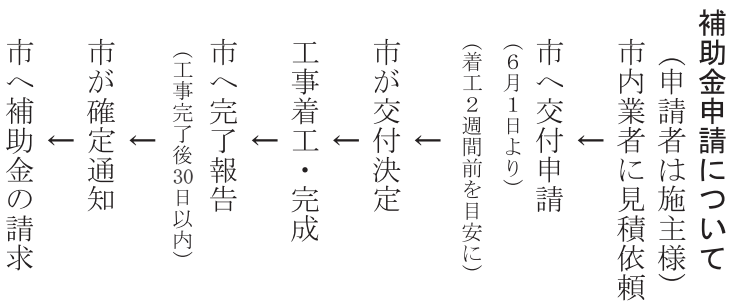 補助金申請について
（申請者は施主様）
市内業者に見積依頼
←
市へ交付申請
（6月1日より）
（着工2週間前を目安に）
←
市が交付決定
←
工事着工・完成
←
市へ完了報告
（工事完了後30日以内）
←
市が確定通知
←
市へ補助金の請求